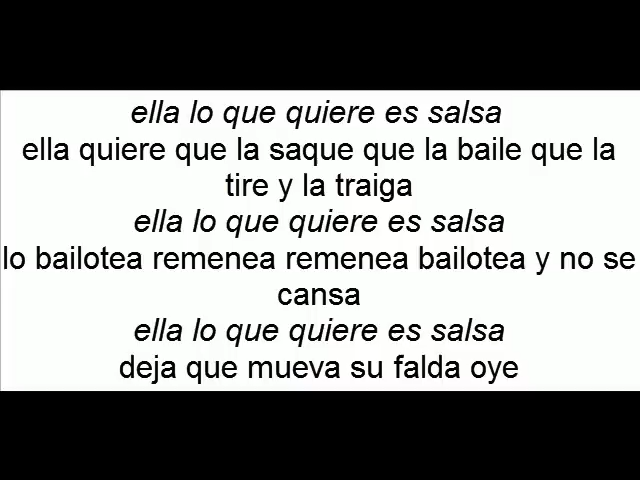 ella lo que quiere es salsa
ella quiere que la saque que la baile que la
tire y la traiga
ella lo que quiere es salsa
lo bailotea remenea remenea bailotea y no se
cansa
ella lo que quiere es salsa
deja que mueva su falda oye